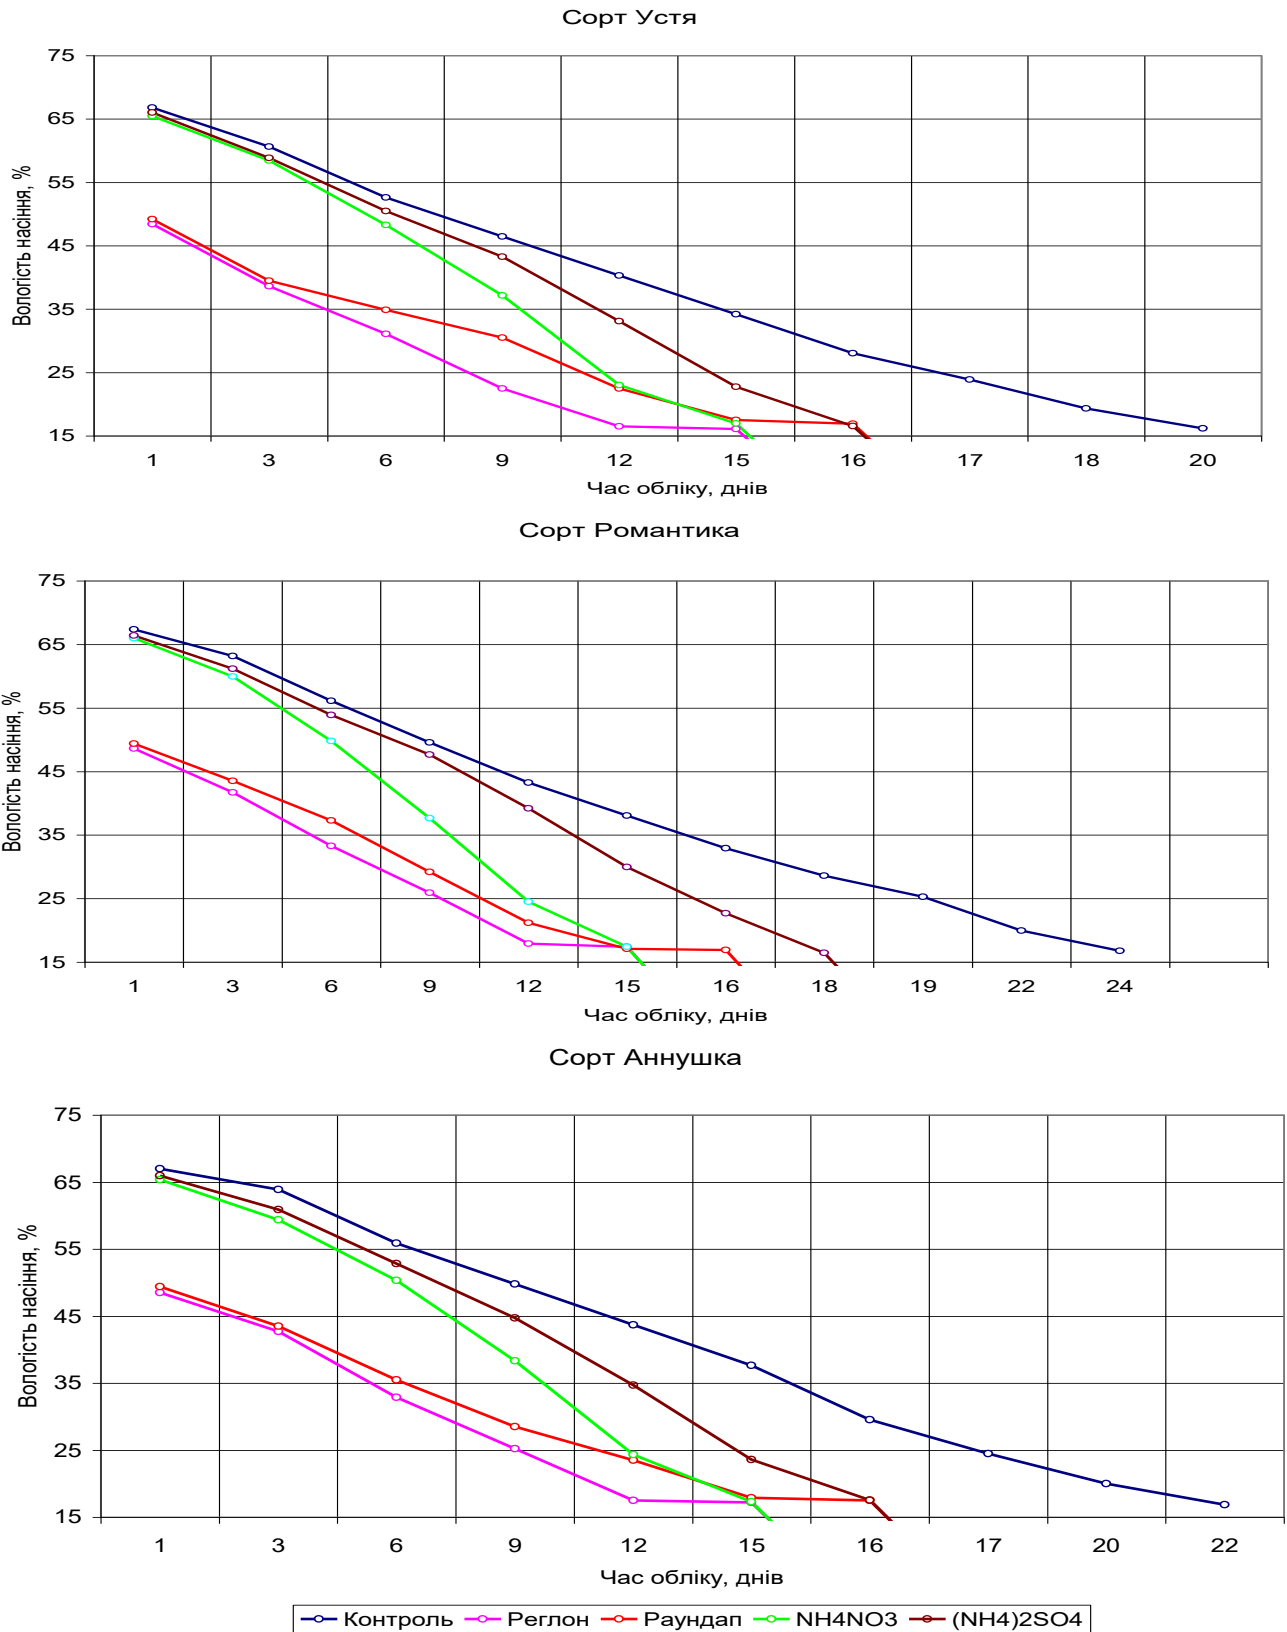 Сорт Устя
75
65
55
45
35
25
15
Вологість насіння, %
1 3 6 9 12 15 16 17 18 20
Час обліку, днів
Сорт Романтика
75
65
55
45
35
25
15
Вологість насіння, %
1 3 6 9 12 15 16 18 19 22 24
Час обліку, днів
Сорт Аннушка
75
65
55
45
35
25
15
Вологість насіння, %
1 3 6 9 12 15 16 17 20 22
Час обліку, днів
Контроль Реглон Раундап NH4NO3 (NH4)2SO4